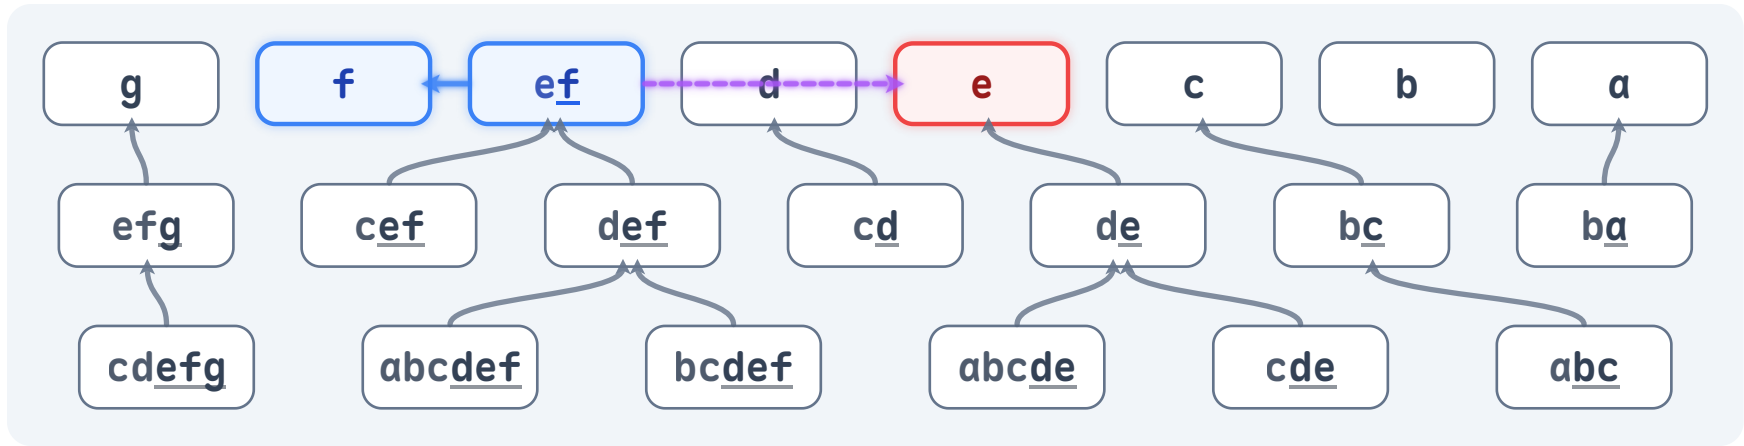 g f ef d e c b a
efg cef def cd de bc ba
cdefg abcdef bcdef abcde cde abc